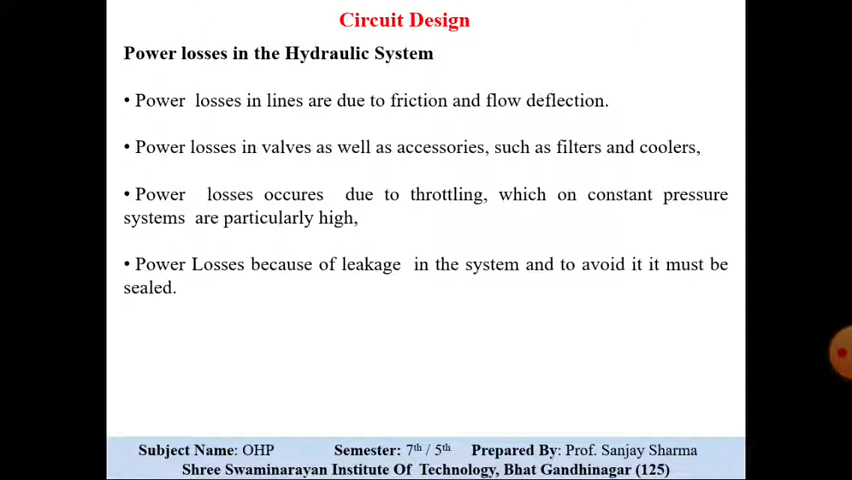 Circuit Design
Power losses in the Hydraulic System
• Power losses in lines are due to friction and flow deflection.
• Power losses in valves as well as accessories, such as filters and coolers,
• Power losses occures due to throttling, which on constant pressure
systems are particularly high,
• Power Losses because of leakage in the system and to avoid it it must be
sealed.
Subject Name: OHP Semester: 7th / 5th Prepared By: Prof. Sanjay Sharma
Shree Swaminarayan Institute Of Technology, Bhat Gandhinagar (125)